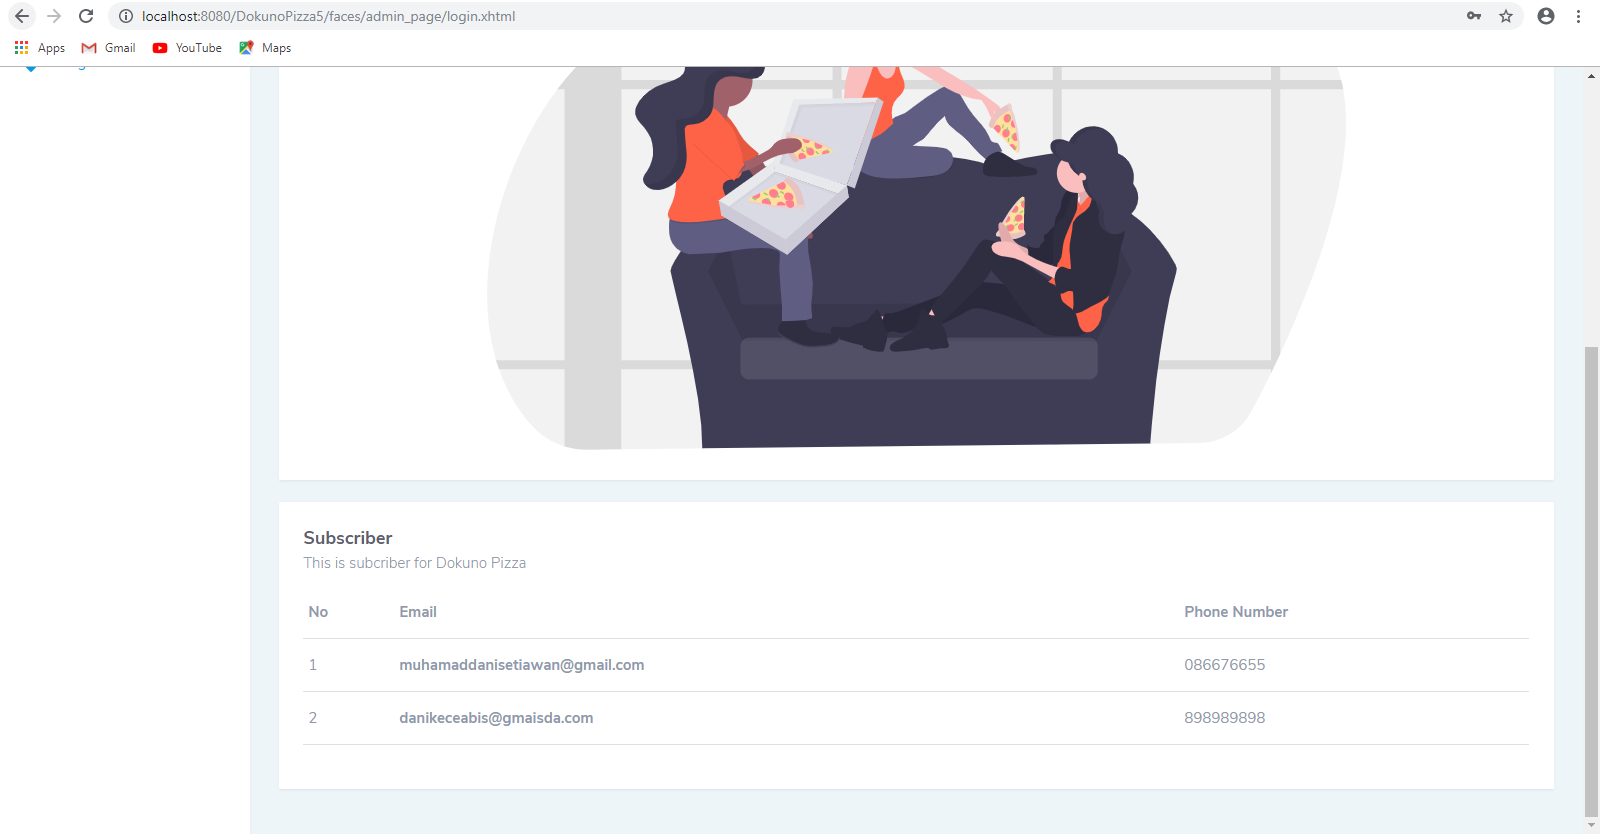 localhost:8080/DokunoPizza5/faces/admin_page/login.xhtml
Apps Gmail YouTube Maps
Subscriber
This is subcriber for Dokuno Pizza
No Email Phone Number
1 muhamaddanisetiawan@gmail.com 086676655
2 danikeceabis@gmaisda.com 898989898